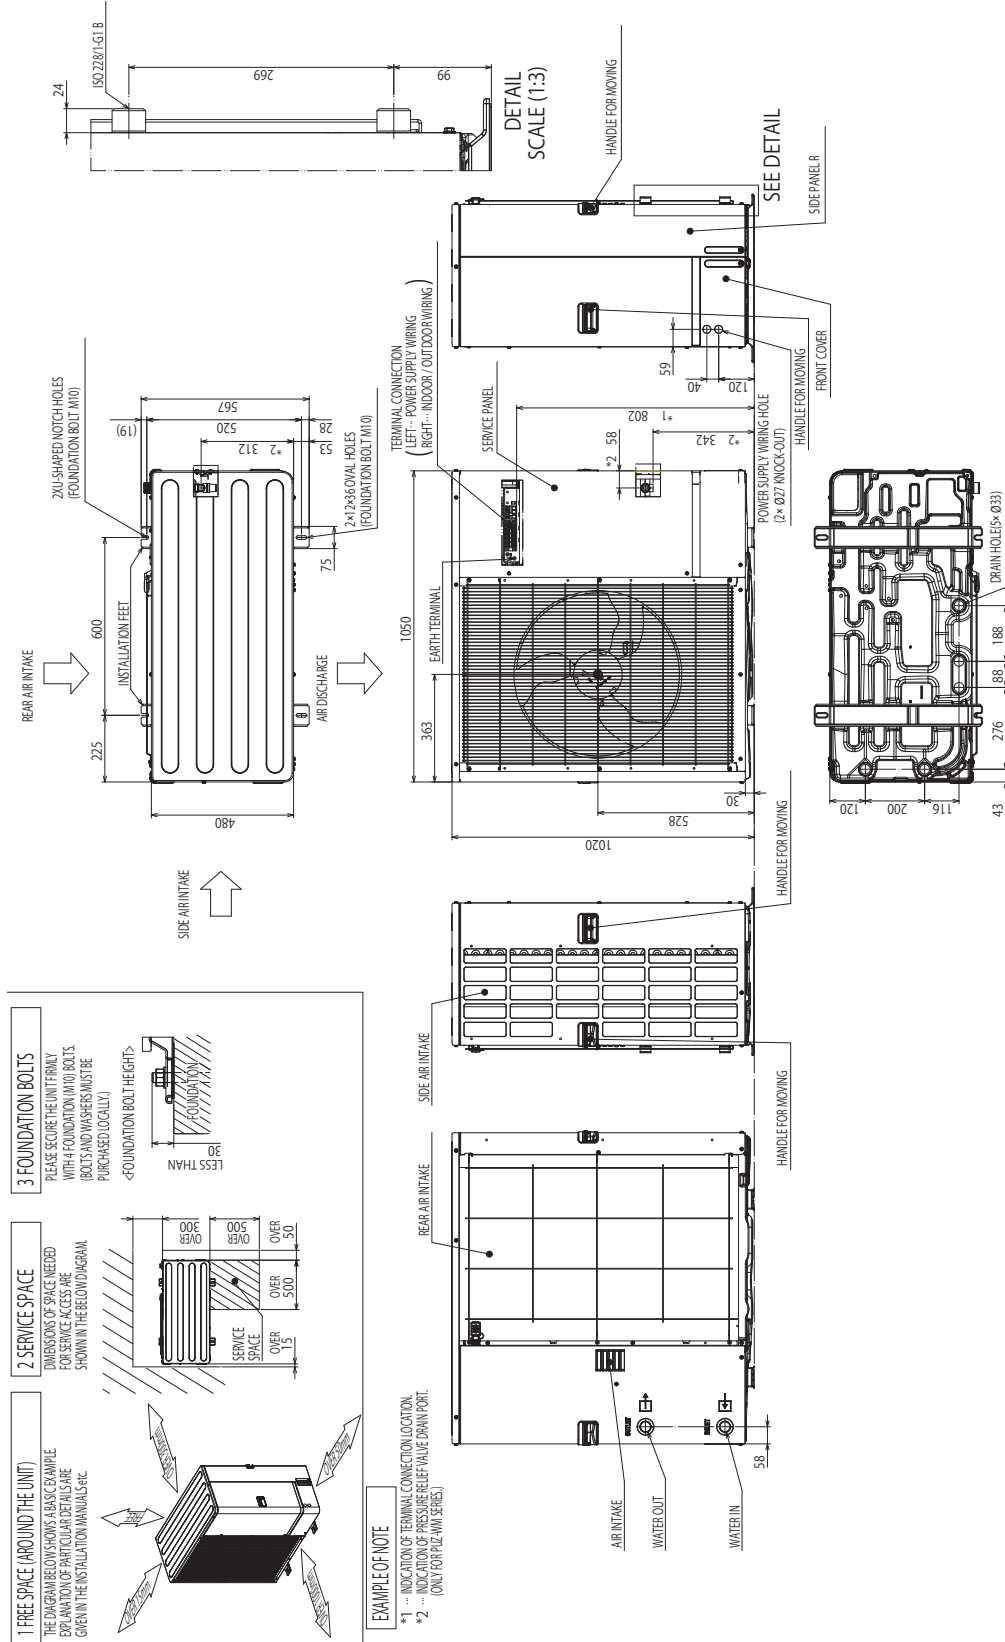 1 FREE SPACE (AROUND THE UNIT)
THE DIAGRAM BELOW SHOWS A BASIC EXAMPLE.
EXPLANATION OF PARTICULAR DETAILS ARE
GIVEN IN THE INSTALLATION MANUALS etc.
FREE
2 SERVICE SPACE
DIMENSIONS OF SPACE NEEDED
FOR SERVICE ACCESS ARE
SHOWN IN THE BELOW DIAGRAM.
OVER
300
OVER
500
SERVICE
SPACE
OVER
15
OVER
500
OVER
50
3 FOUNDATION BOLTS
PLEASE SECURE THE UNIT FIRMLY
WITH 4 FOUNDATION (M10) BOLTS.
(BOLTS AND WASHERS MUST BE
PURCHASED LOCALLY.)
<FOUNDATION BOLT HEIGHT>
FOUNDATION
LESS THAN
30
EXAMPLE OF NOTE
*1 ··· INDICATION OF TERMINAL CONNECTION LOCATION.
*2 ··· INDICATION OF PRESSURE RELIEF VALVE DRAIN PORT.
(ONLY FOR PUZ-WM SERIES.)
REAR AIR INTAKE
SIDE AIR INTAKE
AIR DISCHARGE
INSTALLATION FEET
225
600
480
2XU-SHAPED NOTCH HOLES
(FOUNDATION BOLT M10)
(19)
567
520
*2 312
28
53
75
2×12×36 OVAL HOLES
(FOUNDATION BOLT M10)
24
ISO 228/1-G1 B
269
99
DETAIL
SCALE (1:3)
REAR AIR INTAKE
AIR INTAKE
WATER OUT
WATER IN
OUTLET
INLET
58
SIDE AIR INTAKE
HANDLE FOR MOVING
HANDLE FOR MOVING
1050
363
EARTH TERMINAL
TERMINAL CONNECTION
(LEFT··· POWER SUPPLY WIRING
RIGHT··· INDOOR / OUTDOOR WIRING)
SERVICE PANEL
1020
528
30
*2 58
*1 802
*2 342
POWER SUPPLY WIRING HOLE
(2× Ø27 KNOCK-OUT)
59
40
120
HANDLE FOR MOVING
HANDLE FOR MOVING
FRONT COVER
SIDE PANEL R
SEE DETAIL
120
200
116
43
276
88
188
DRAIN HOLE(5× Ø33)